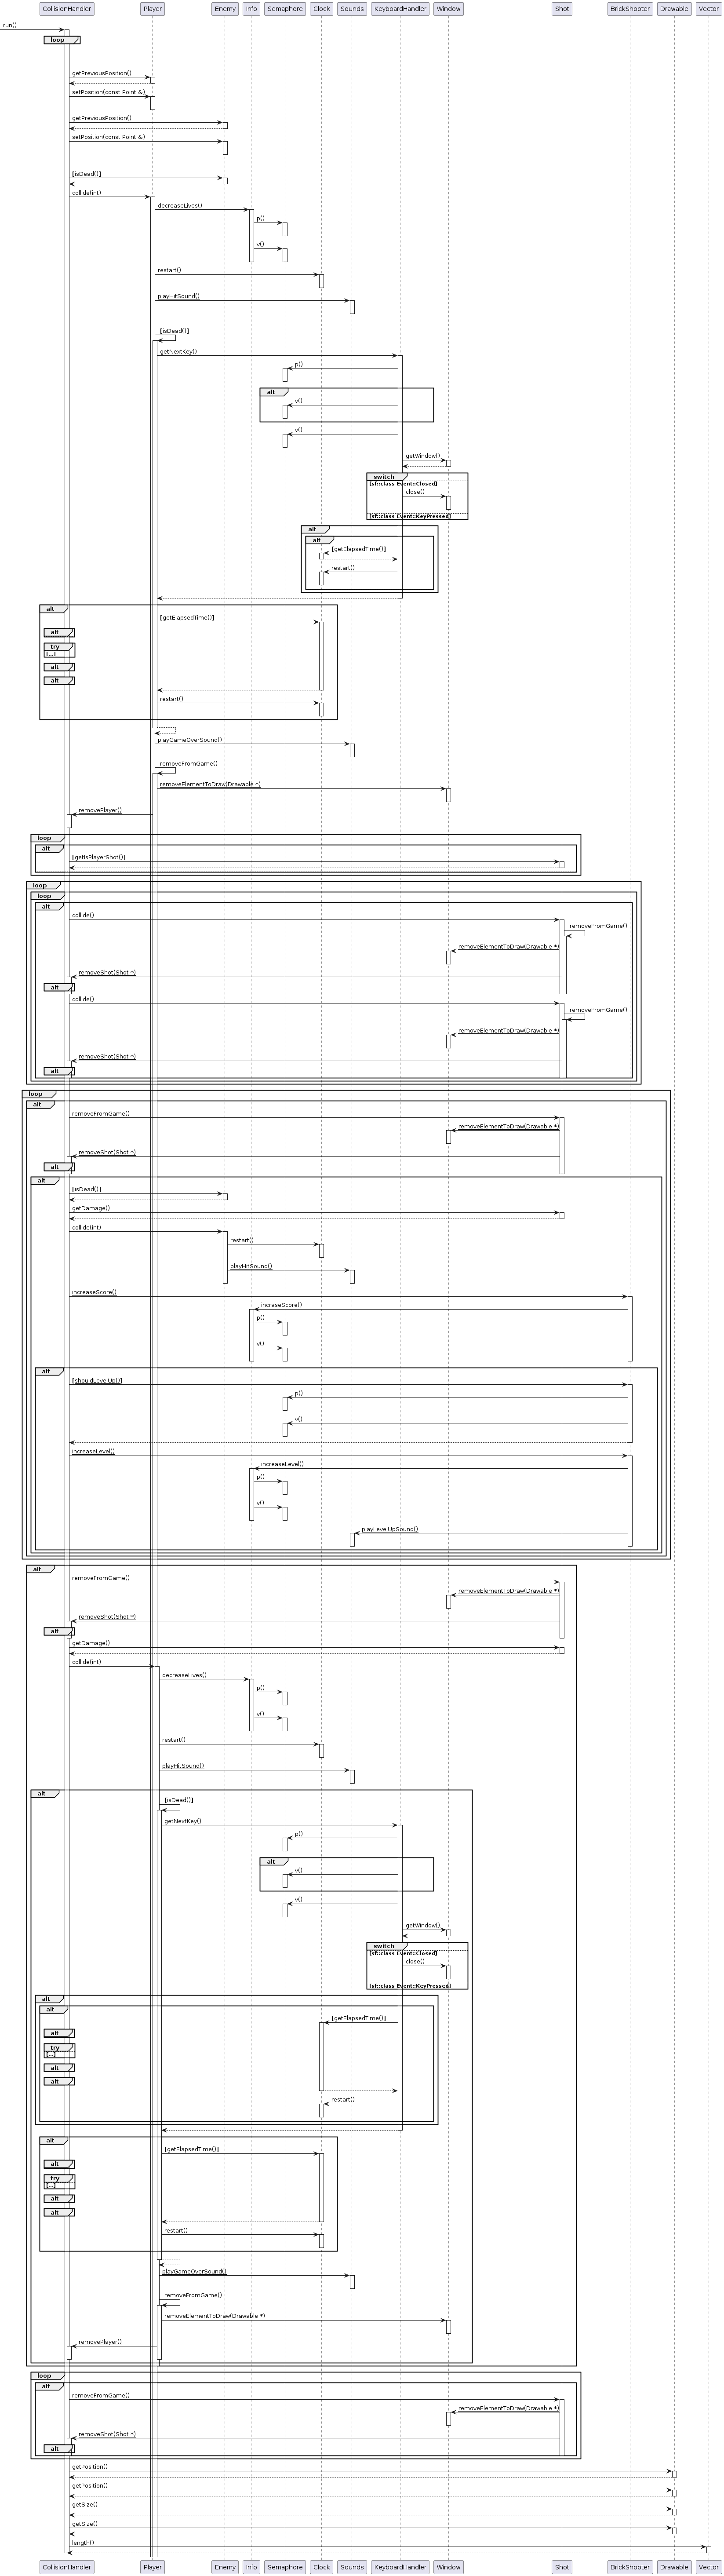 CollisionHandler Player Enemy Info Semaphore Clock Sounds KeyboardHandler Window Shot BrickShooter Drawable Vector
run()
loop
getPreviousPosition()
setPosition(const Point &)
getPreviousPosition()
setPosition(const Point &)
[isDead()]
collide(int)
decreaseLives()
p()
v()
restart()
playHitSound()
[isDead()]
getNextKey()
p()
alt
v()
v()
getWindow()
switch
[sf::class Event::Closed]
close()
[sf::class Event::KeyPressed]
alt
alt
[getElapsedTime()]
restart()
alt
[getElapsedTime()]
alt
try
[...]
alt
alt
restart()
playGameOverSound()
removeFromGame()
removeElementToDraw(Drawable *)
removePlayer()
loop
alt
[getIsPlayerShot()]
loop
loop
alt
collide()
removeFromGame()
removeElementToDraw(Drawable *)
removeShot(Shot *)
alt
collide()
removeFromGame()
removeElementToDraw(Drawable *)
removeShot(Shot *)
alt
loop
alt
removeFromGame()
removeElementToDraw(Drawable *)
removeShot(Shot *)
alt
alt
[isDead()]
getDamage()
collide(int)
restart()
playHitSound()
increaseScore()
incraseScore()
p()
v()
alt
[shouldLevelUp()]
p()
v()
increaseLevel()
increaseLevel()
p()
v()
playLevelUpSound()
alt
removeFromGame()
removeElementToDraw(Drawable *)
removeShot(Shot *)
alt
getDamage()
collide(int)
decreaseLives()
p()
v()
restart()
playHitSound()
alt
[isDead()]
getNextKey()
p()
alt
v()
v()
getWindow()
switch
[sf::class Event::Closed]
close()
[sf::class Event::KeyPressed]
alt
alt
[getElapsedTime()]
alt
try
[...]
alt
alt
restart()
alt
[getElapsedTime()]
alt
try
[...]
alt
alt
restart()
playGameOverSound()
removeFromGame()
removeElementToDraw(Drawable *)
removePlayer()
loop
alt
removeFromGame()
removeElementToDraw(Drawable *)
removeShot(Shot *)
alt
getPosition()
getPosition()
getSize()
getSize()
length()
CollisionHandler Player Enemy Info Semaphore Clock Sounds KeyboardHandler Window Shot BrickShooter Drawable Vector